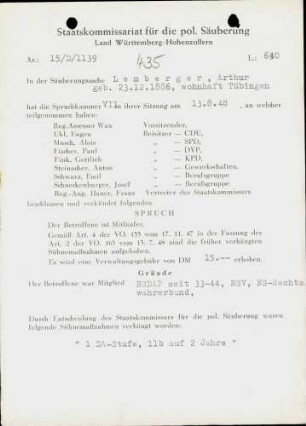 Staatskommissariat für die pol. Säuberung
Land Württemberg-Hohenzollern
Az.: 15/D/1139
435
L: 640
In der Säuberungssache Lemberger, Arthur
geb. 23.12.1886, wohnhaft Tübingen
hat die Spruchkammer VII in ihrer Sitzung am 13.8.48, an welcher
teilgenommen haben:
Reg.Assessor Wax Vorsitzender,
Ukl, Eugen Beisitzer — CDU,
Musch, Alois „ — SPD,
Fischer, Paul „ — DVP,
Fink, Gottlieb „ — KPD,
Steinacher, Anton „ — Gewerkschaften,
Schwarz, Emil „ — Berufsgruppe
Schneckenburger, Josef „ — Berufsgruppe
Reg.-Ang. Hauer, Franz Vertreter des Staatskommissars
beschlossen und verkündet folgenden
SPRUCH
Der Betroffene ist Mitläufer.
Gemäß Art. 4 der VO. 133 vom 17. 11. 47 in der Fassung des
Art. 2 der VO. 165 vom 13. 7. 48 sind die früher verhängten
Sühnemaßnahmen aufgehoben.
Es wird eine Verwaltungsgebühr von DM 15.-- erhoben.
Gründe
Der Betroffene war Mitglied NSDAP seit 33-44, NSV, NS-Rechts
wahrerbund,
Durch Entscheidung des Staatskommissars für die pol. Säuberung waren
folgende Sühnemaßnahmen verhängt worden:
" 1 DA-Stufe, 11b auf 2 Jahre "